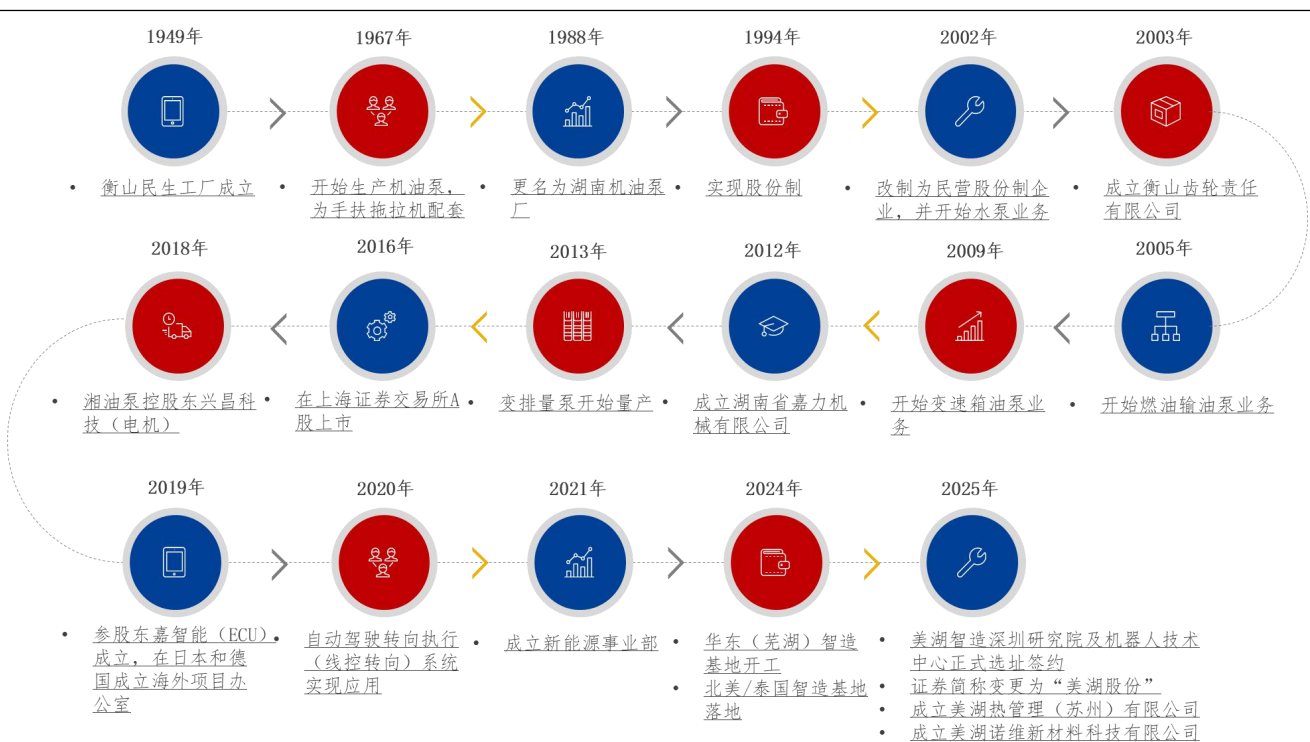 1949年
1967年
1988年
1994年
2002年
2003年
• 衡山民生工厂成立
• 开始生产机油泵，
为手扶拖拉机配套
• 更名为湖南机油泵
厂
• 实现股份制
• 改制为民营股份制企
业，并开始水泵业务
• 成立衡山齿轮责任
有限公司
2018年
2016年
2013年
2012年
2009年
2005年
• 湘油泵控股东兴昌科
技（电机）
• 在上海证券交易所A
股上市
• 变排量泵开始量产
• 成立湖南省嘉力机
械有限公司
• 开始变速箱油泵业
务
• 开始燃油输油泵业务
2019年
2020年
2021年
2024年
2025年
• 参股东嘉智能（ECU）
成立，在日本和德
国成立海外项目办
公室
• 自动驾驶转向执行
（线控转向）系统
实现应用
• 成立新能源事业部
• 华东（芜湖）智造
基地开工
• 北美/泰国智造基地
落地
• 美湖智造深圳研究院及机器人技术
中心正式选址签约
• 证券简称变更为“美湖股份”
• 成立美湖热管理（苏州）有限公司
• 成立美湖诺维新材料科技有限公司